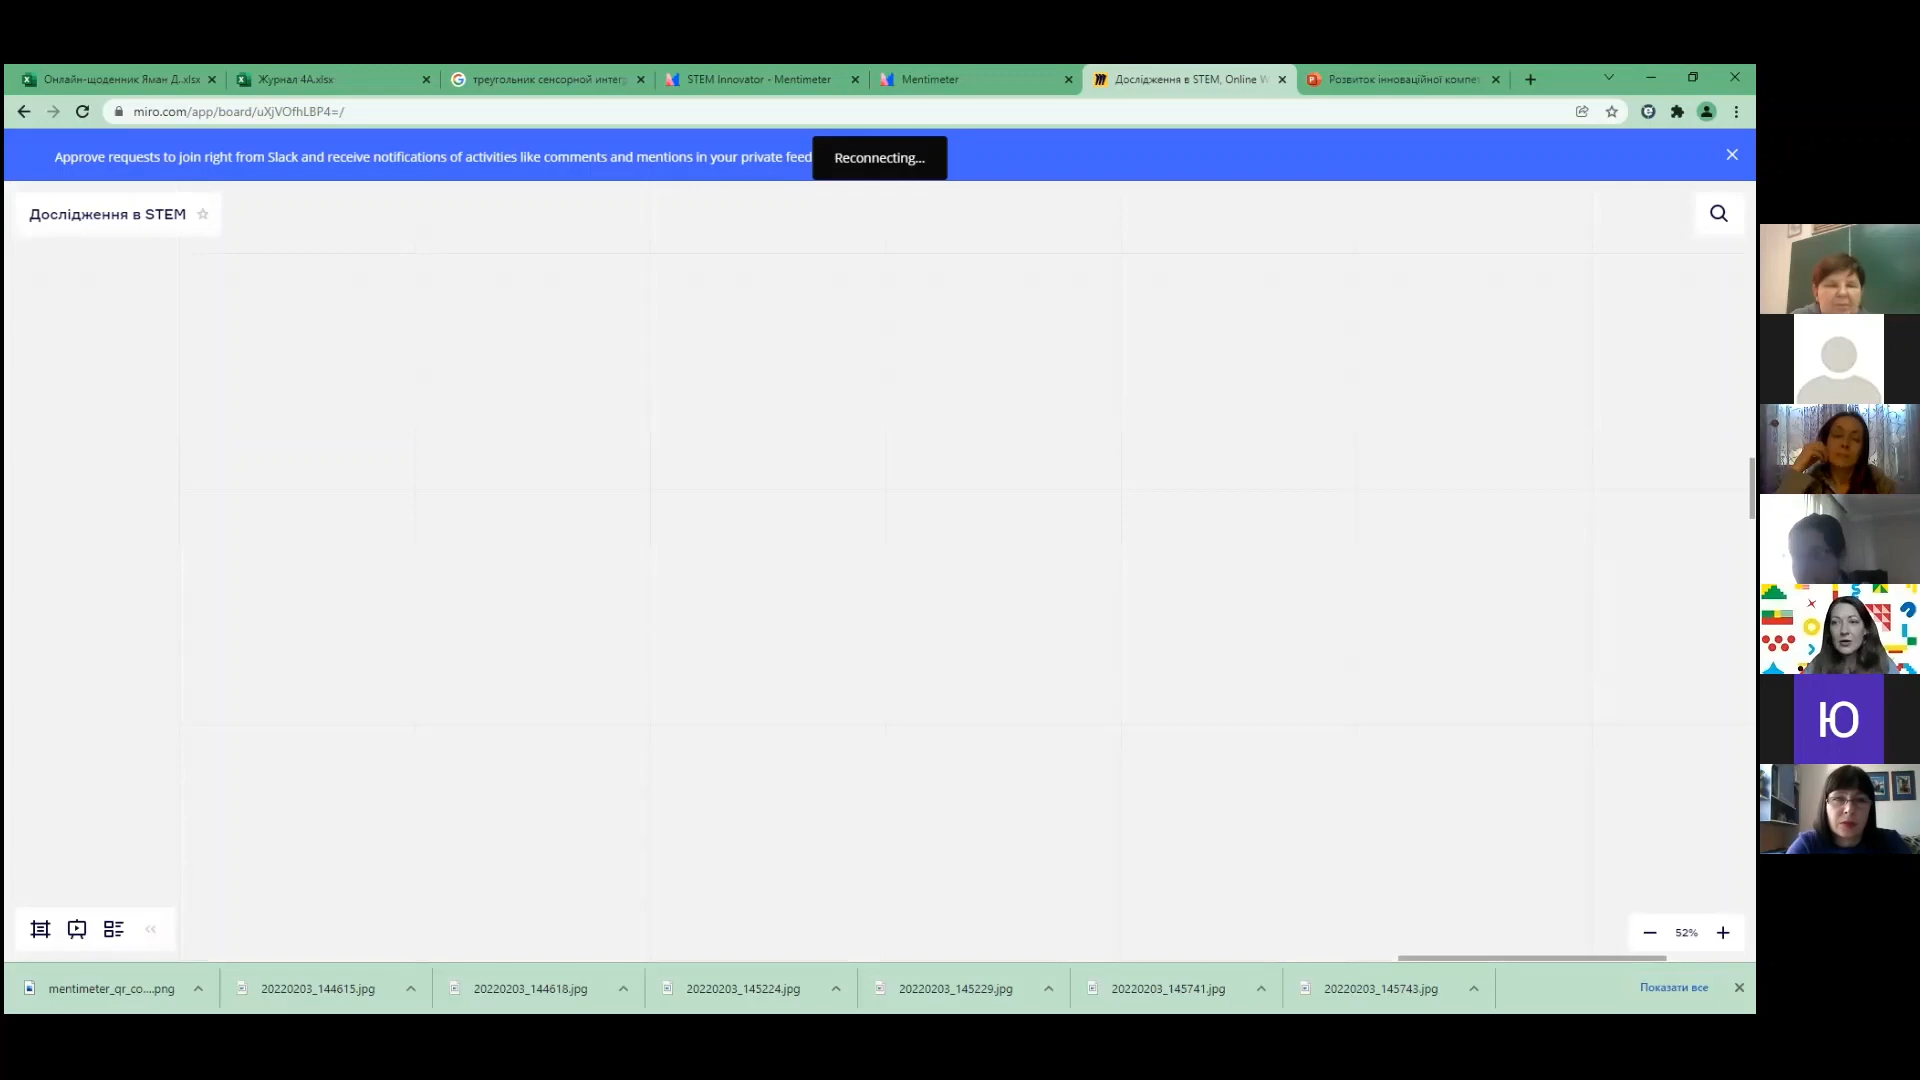 Онлайн-щоденник Яман Д..xlsx
Журнал 4А.xlsx
треугольник сенсорной интег
STEM Innovator - Mentimeter
Mentimeter
Дослідження в STEM, Online W
Розвиток інноваційної компет
miro.com/app/board/uXjVOfhLBP4=/
Approve requests to join right from Slack and receive notifications of activities like comments and mentions in your private feed
Reconnecting...
Дослідження в STEM
Ю
52%
mentimeter_qr_co....png
20220203_144615.jpg
20220203_144618.jpg
20220203_145224.jpg
20220203_145229.jpg
20220203_145741.jpg
20220203_145743.jpg
Показати все